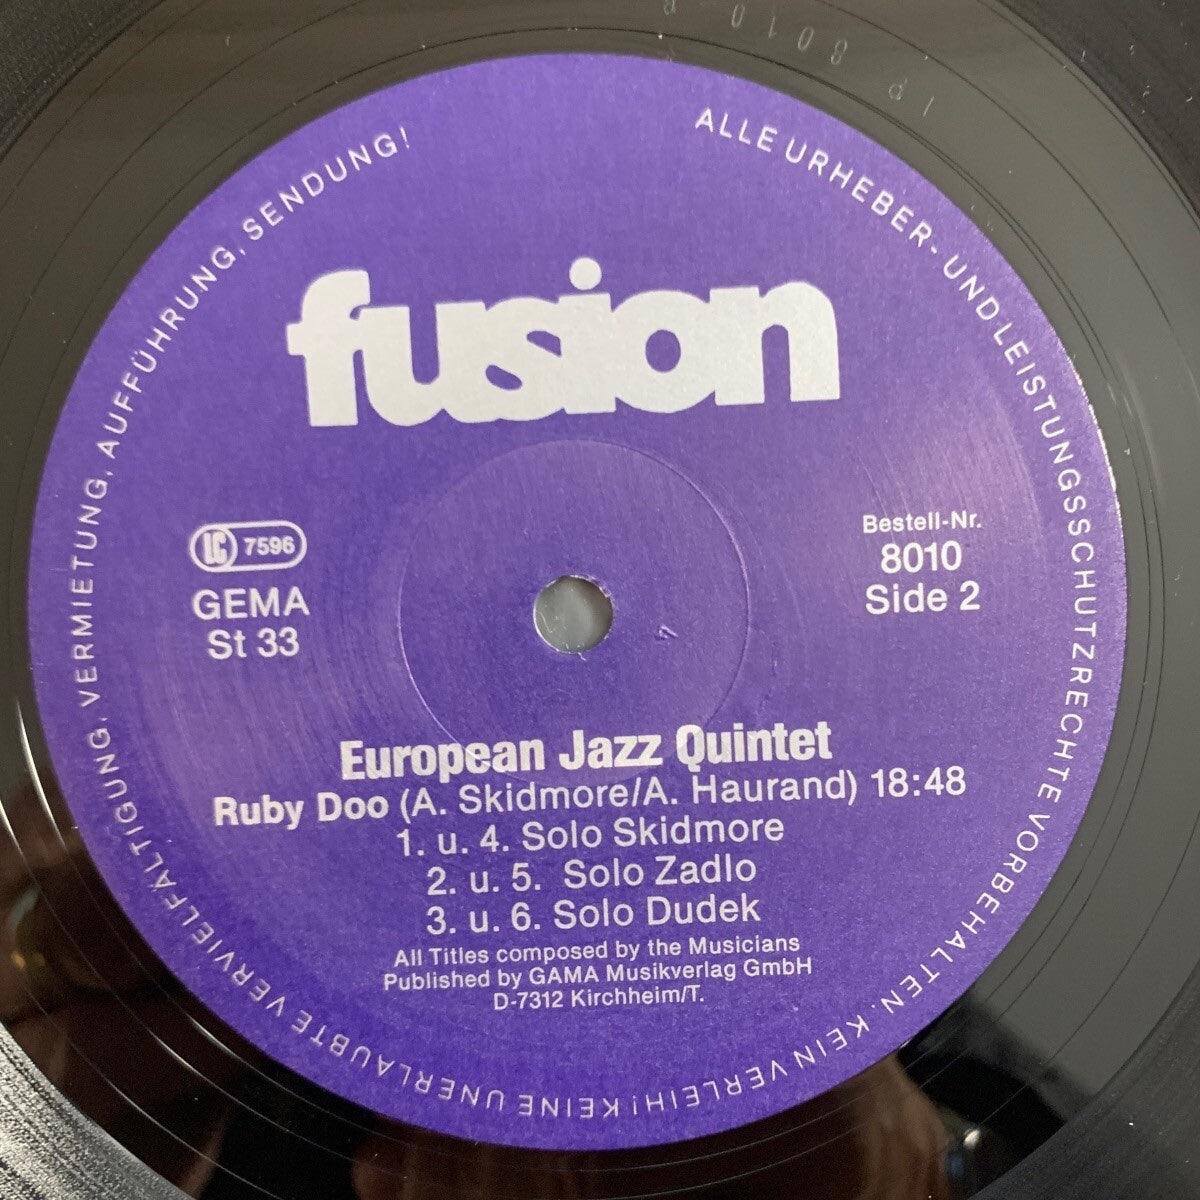 ALLE URHEBER- UND LEISTUNGSSCHUTZRECHTE VORBEHALTEN. KEIN VERLEIH! KEINE UNERLAUBTE VERVIELFÄLTIGUNG, VERMIETUNG, AUFFÜHRUNG, SENDUNG!
fusion
LC 7596
GEMA
St 33
Bestell-Nr.
8010
Side 2
European Jazz Quintet
Ruby Doo (A. Skidmore/A. Haurand) 18:48
1. u. 4. Solo Skidmore
2. u. 5. Solo Zadlo
3. u. 6. Solo Dudek
All Titles composed by the Musicians
Published by GAMA Musikverlag GmbH
D-7312 Kirchheim/T.